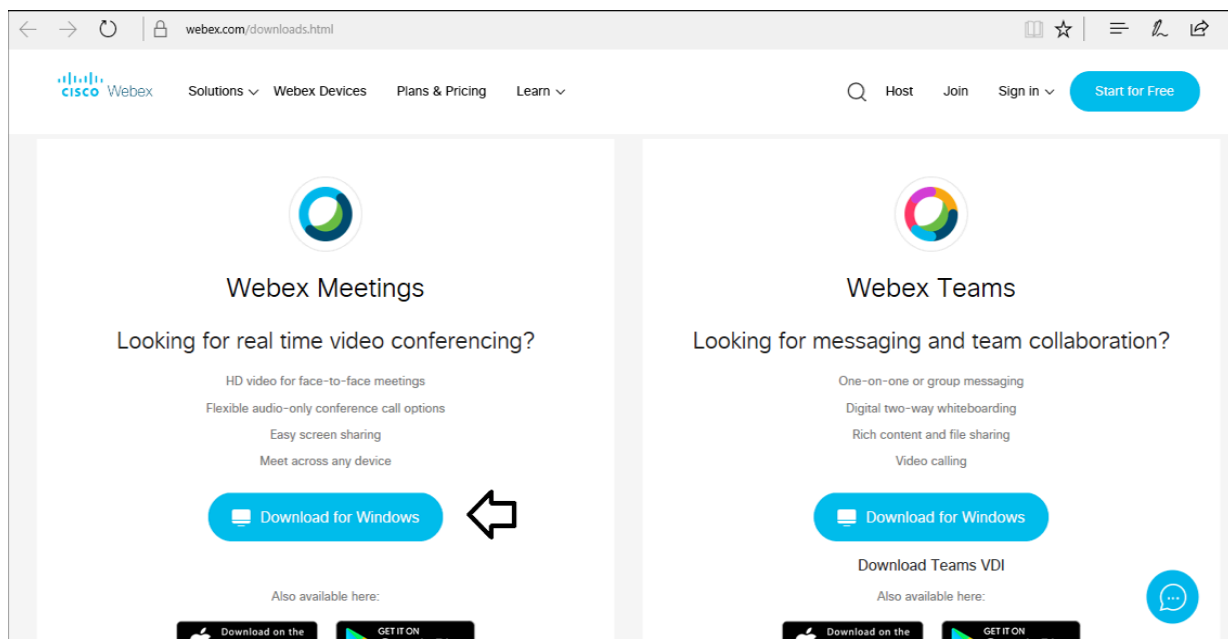 webex.com/downloads.html
cisco Webex Solutions Webex Devices Plans & Pricing Learn Host Join Sign in Start for Free
Webex Meetings
Looking for real time video conferencing?
HD video for face-to-face meetings
Flexible audio-only conference call options
Easy screen sharing
Meet across any device
Download for Windows
Also available here:
Download on the
GET IT ON
Webex Teams
Looking for messaging and team collaboration?
One-on-one or group messaging
Digital two-way whiteboarding
Rich content and file sharing
Video calling
Download for Windows
Download Teams VDI
Also available here:
Download on the
GET IT ON